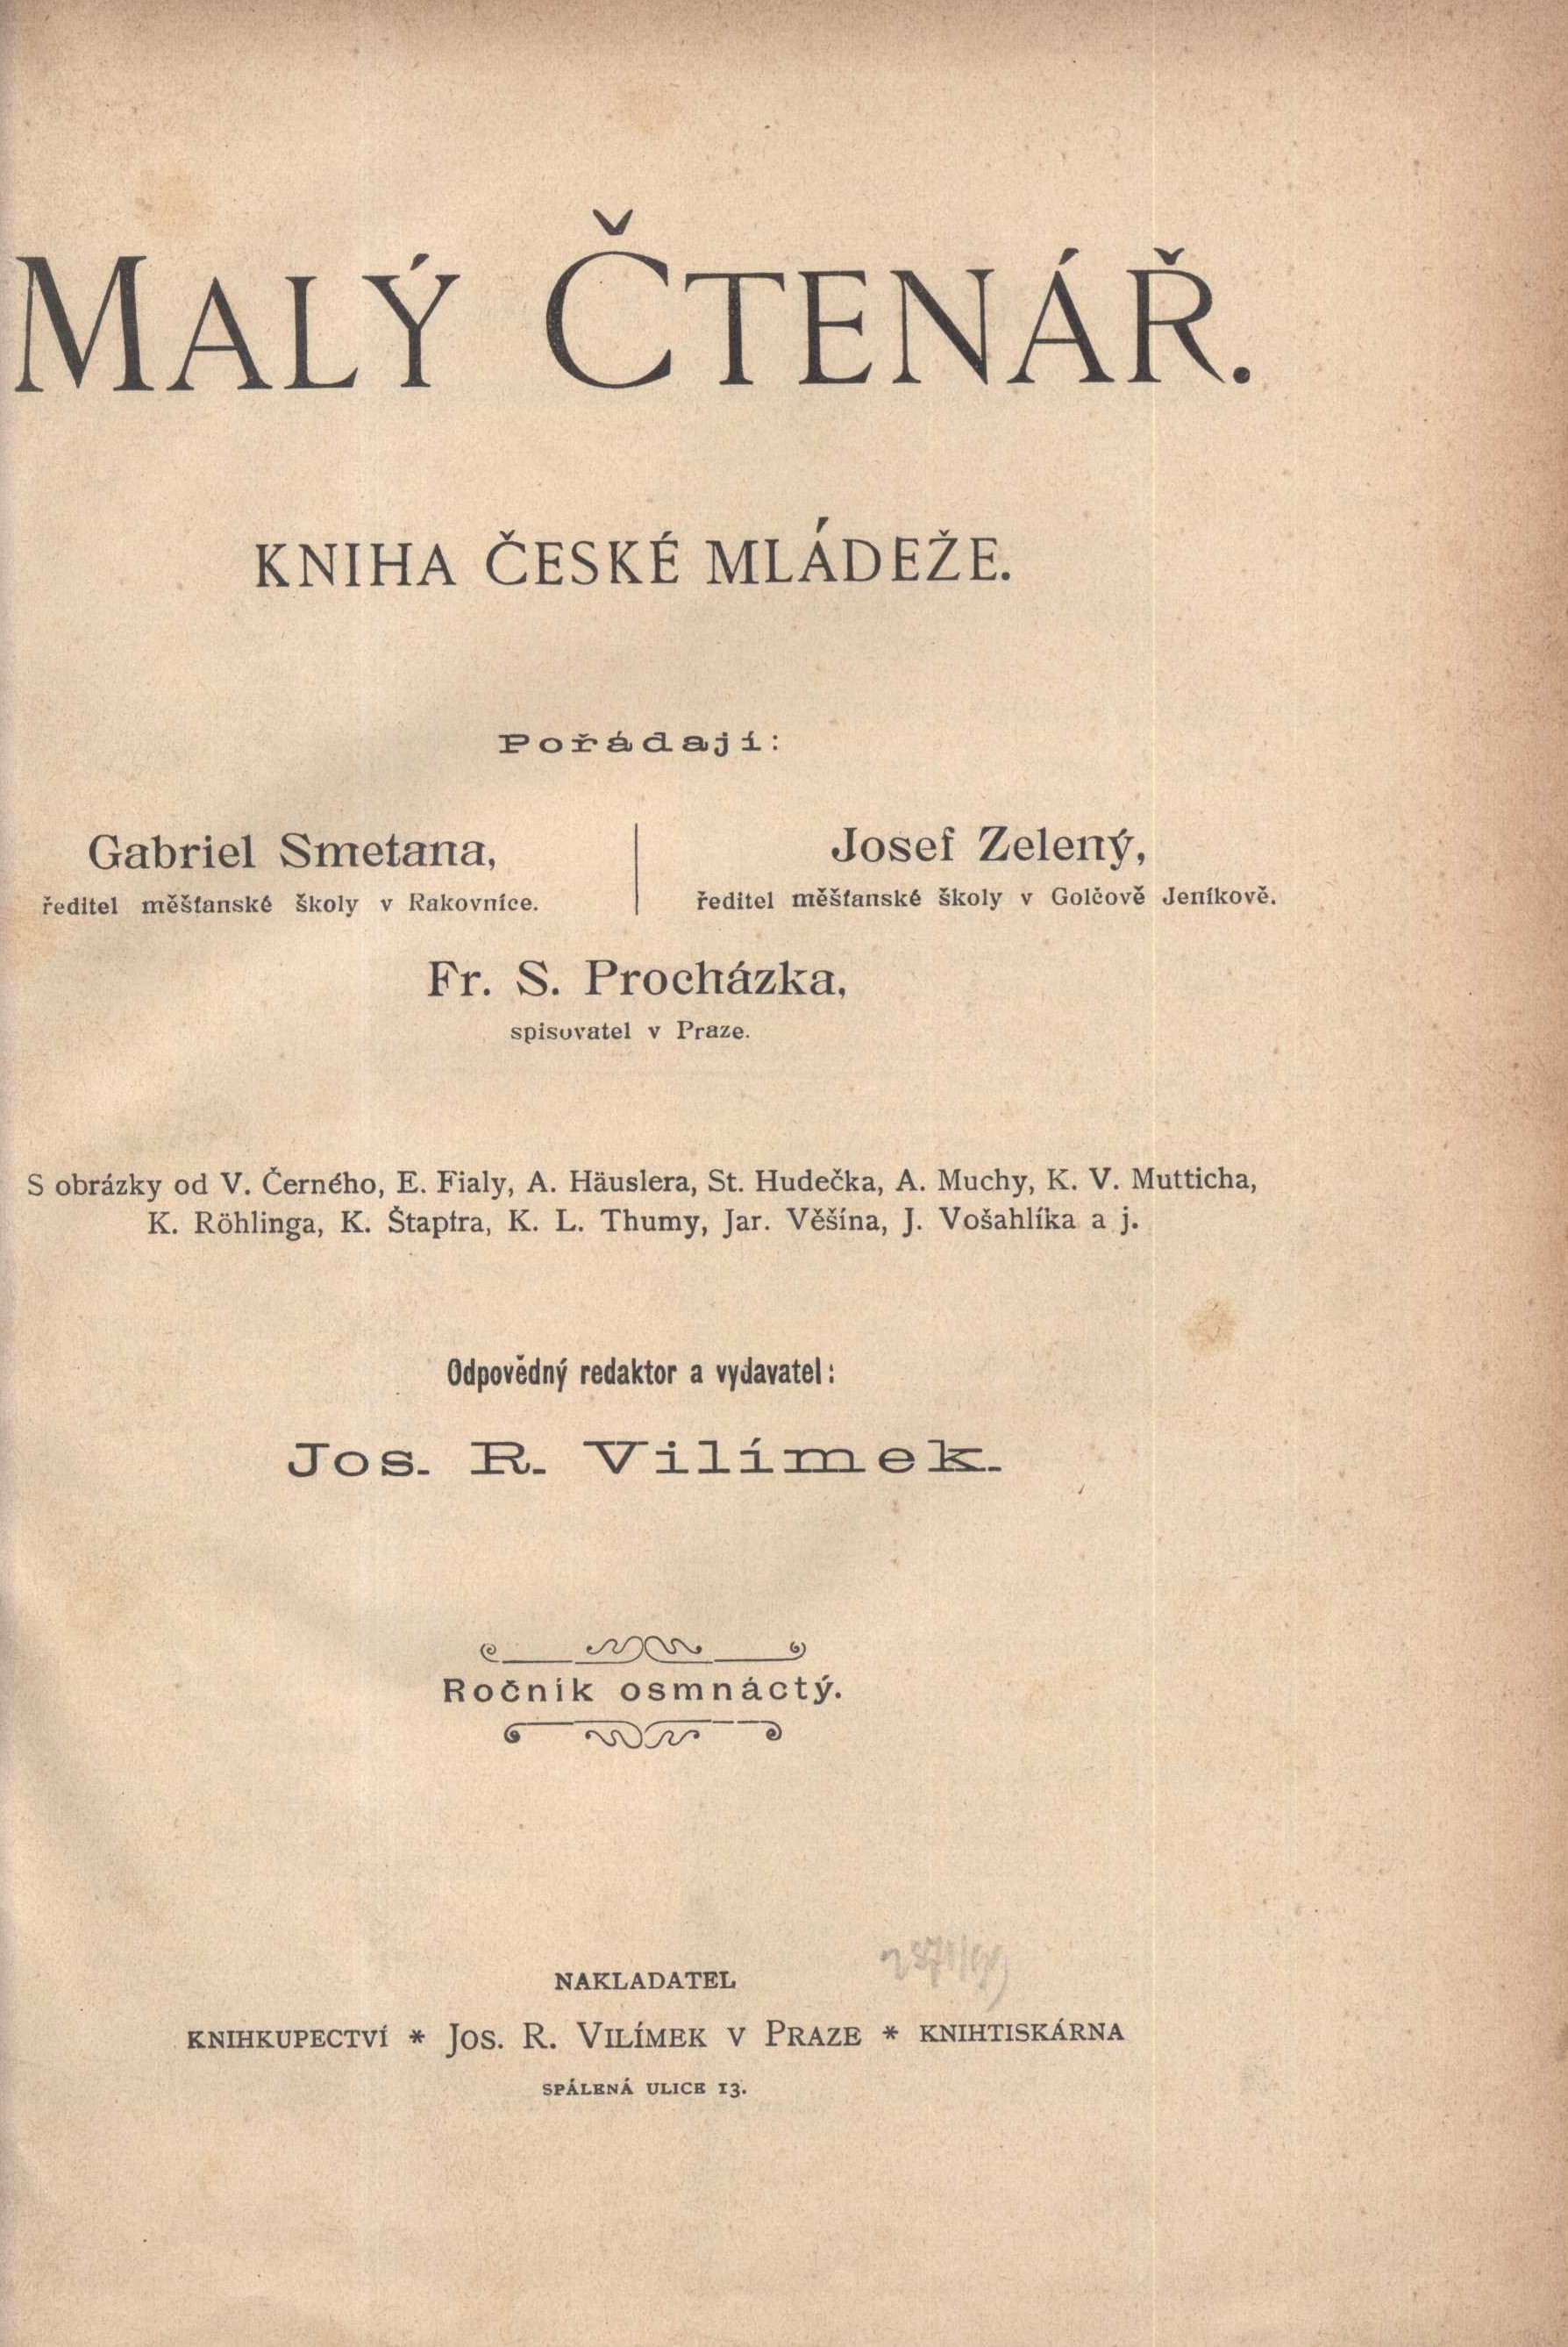 MALÝ ČTENÁŘ.
KNIHA ČESKÉ MLÁDEŽE.
Pořádají:
Gabriel Smetana,
ředitel měšťanské školy v Rakovníce.
Josef Zelený,
ředitel měšťanské školy v Golčově Jeníkově.
Fr. S. Procházka,
spisovatel v Praze.
S obrázky od V. Černého, E. Fialy, A. Häuslera, St. Hudečka, A. Muchy, K. V. Mutticha,
K. Röhlinga, K. Štapfra, K. L. Thumy, Jar. Věšína, J. Vošahlíka a j.
Odpovědný redaktor a vydavatel:
Jos. R. Vilímek.
Ročník osmnáctý.
NAKLADATEL
KNIHKUPECTVÍ * JOS. R. VILÍMEK V PRAZE * KNIHTISKÁRNA
SPÁLENÁ ULICE 13.